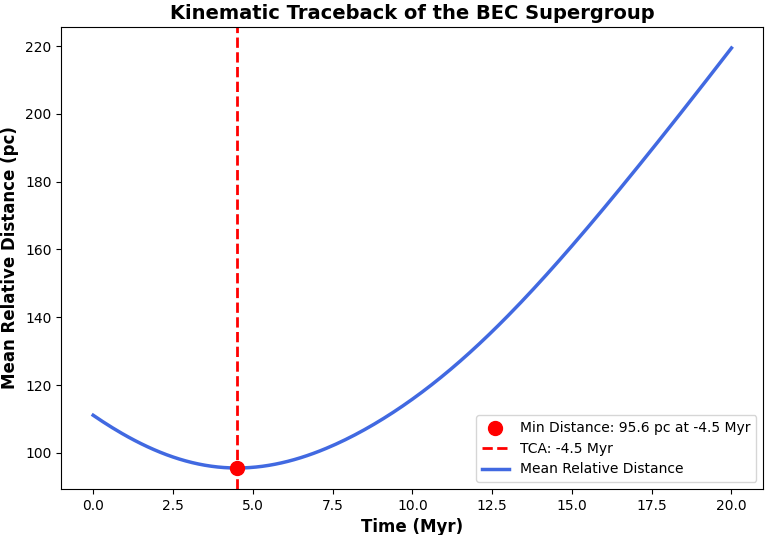 Kinematic Traceback of the BEC Supergroup
Mean Relative Distance (pc)
220
200
180
160
140
120
100
0.0 2.5 5.0 7.5 10.0 12.5 15.0 17.5 20.0
Time (Myr)
Min Distance: 95.6 pc at -4.5 Myr
TCA: -4.5 Myr
Mean Relative Distance